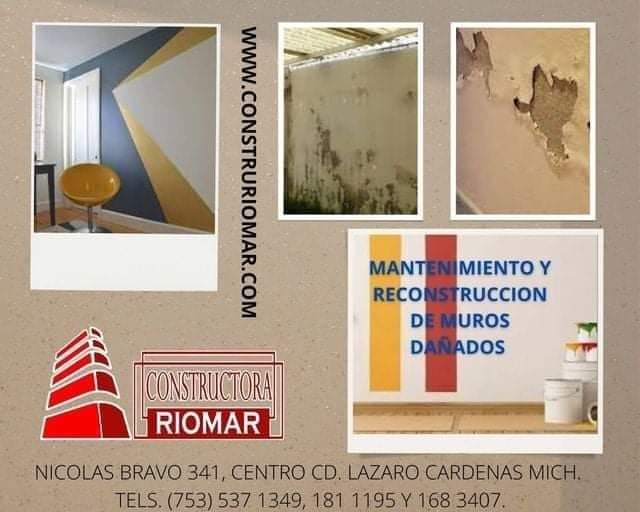 WWW.CONSTRURIOMAR.COM
MANTENIMIENTO Y
RECONSTRUCCION
DE MUROS
DAÑADOS
CONSTRUCTORA
RIOMAR
NICOLAS BRAVO 341, CENTRO CD. LAZARO CARDENAS MICH.
TELS. (753) 537 1349, 181 1195 Y 168 3407.